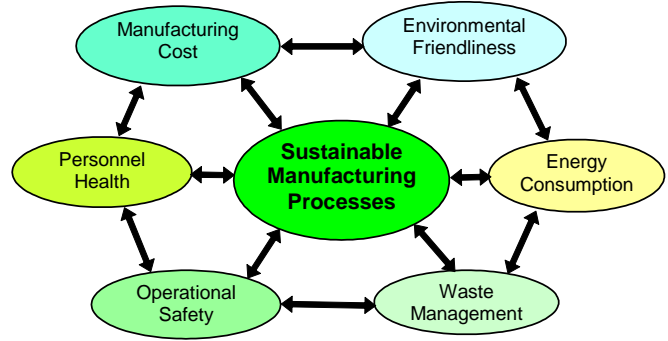 Manufacturing
Cost
Environmental
Friendliness
Personnel
Health
Sustainable
Manufacturing
Processes
Energy
Consumption
Operational
Safety
Waste
Management